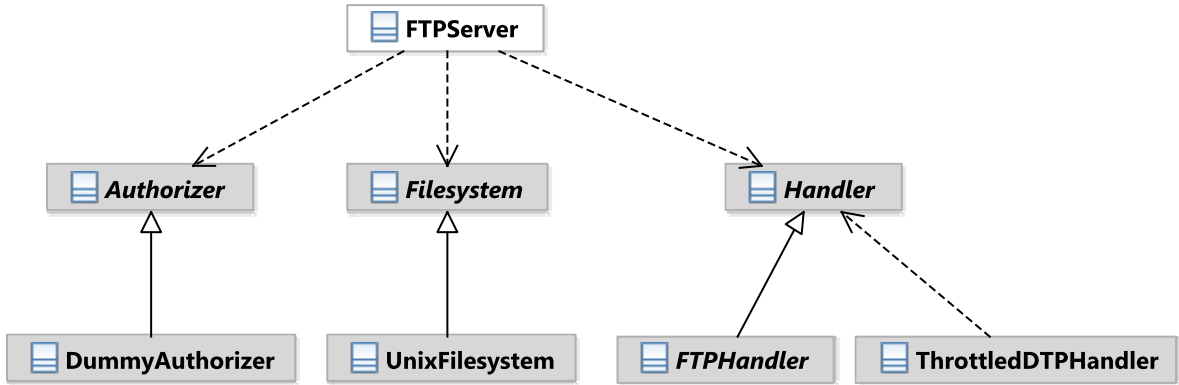 FTPServer
Authorizer
Filesystem
Handler
DummyAuthorizer
UnixFilesystem
FTPHandler
ThrottledDTPHandler